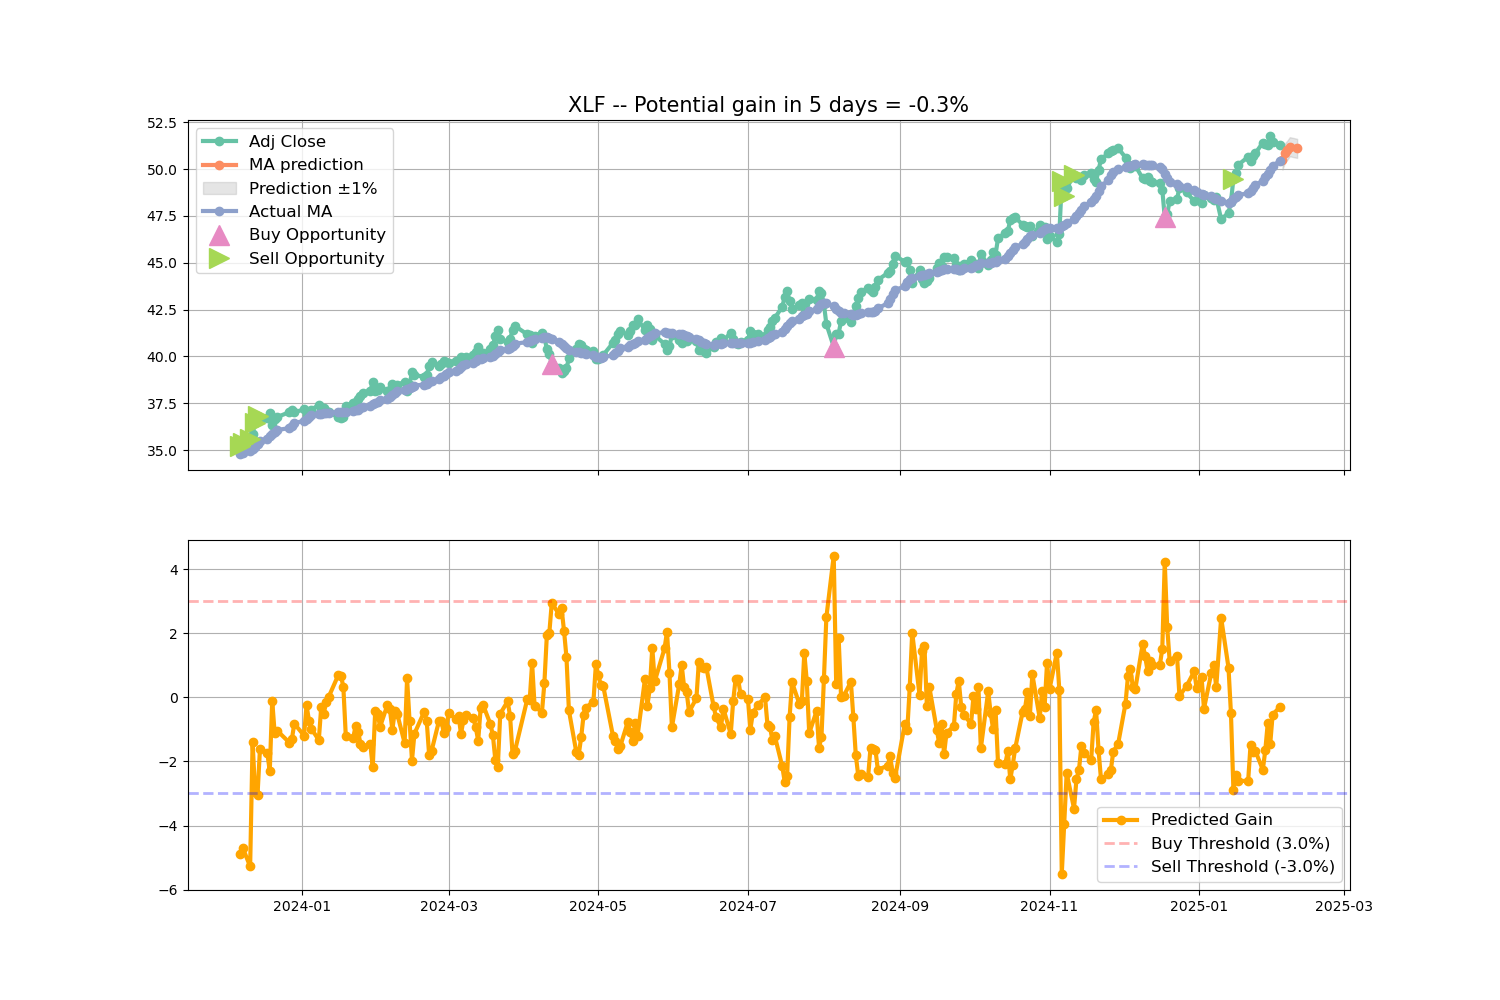 XLF -- Potential gain in 5 days = -0.3%
52.5
50.0
47.5
45.0
42.5
40.0
37.5
35.0
Adj Close
MA prediction
Prediction ±1%
Actual MA
Buy Opportunity
Sell Opportunity
4
2
0
−2
−4
−6
Predicted Gain
Buy Threshold (3.0%)
Sell Threshold (-3.0%)
2024-01
2024-03
2024-05
2024-07
2024-09
2024-11
2025-01
2025-03